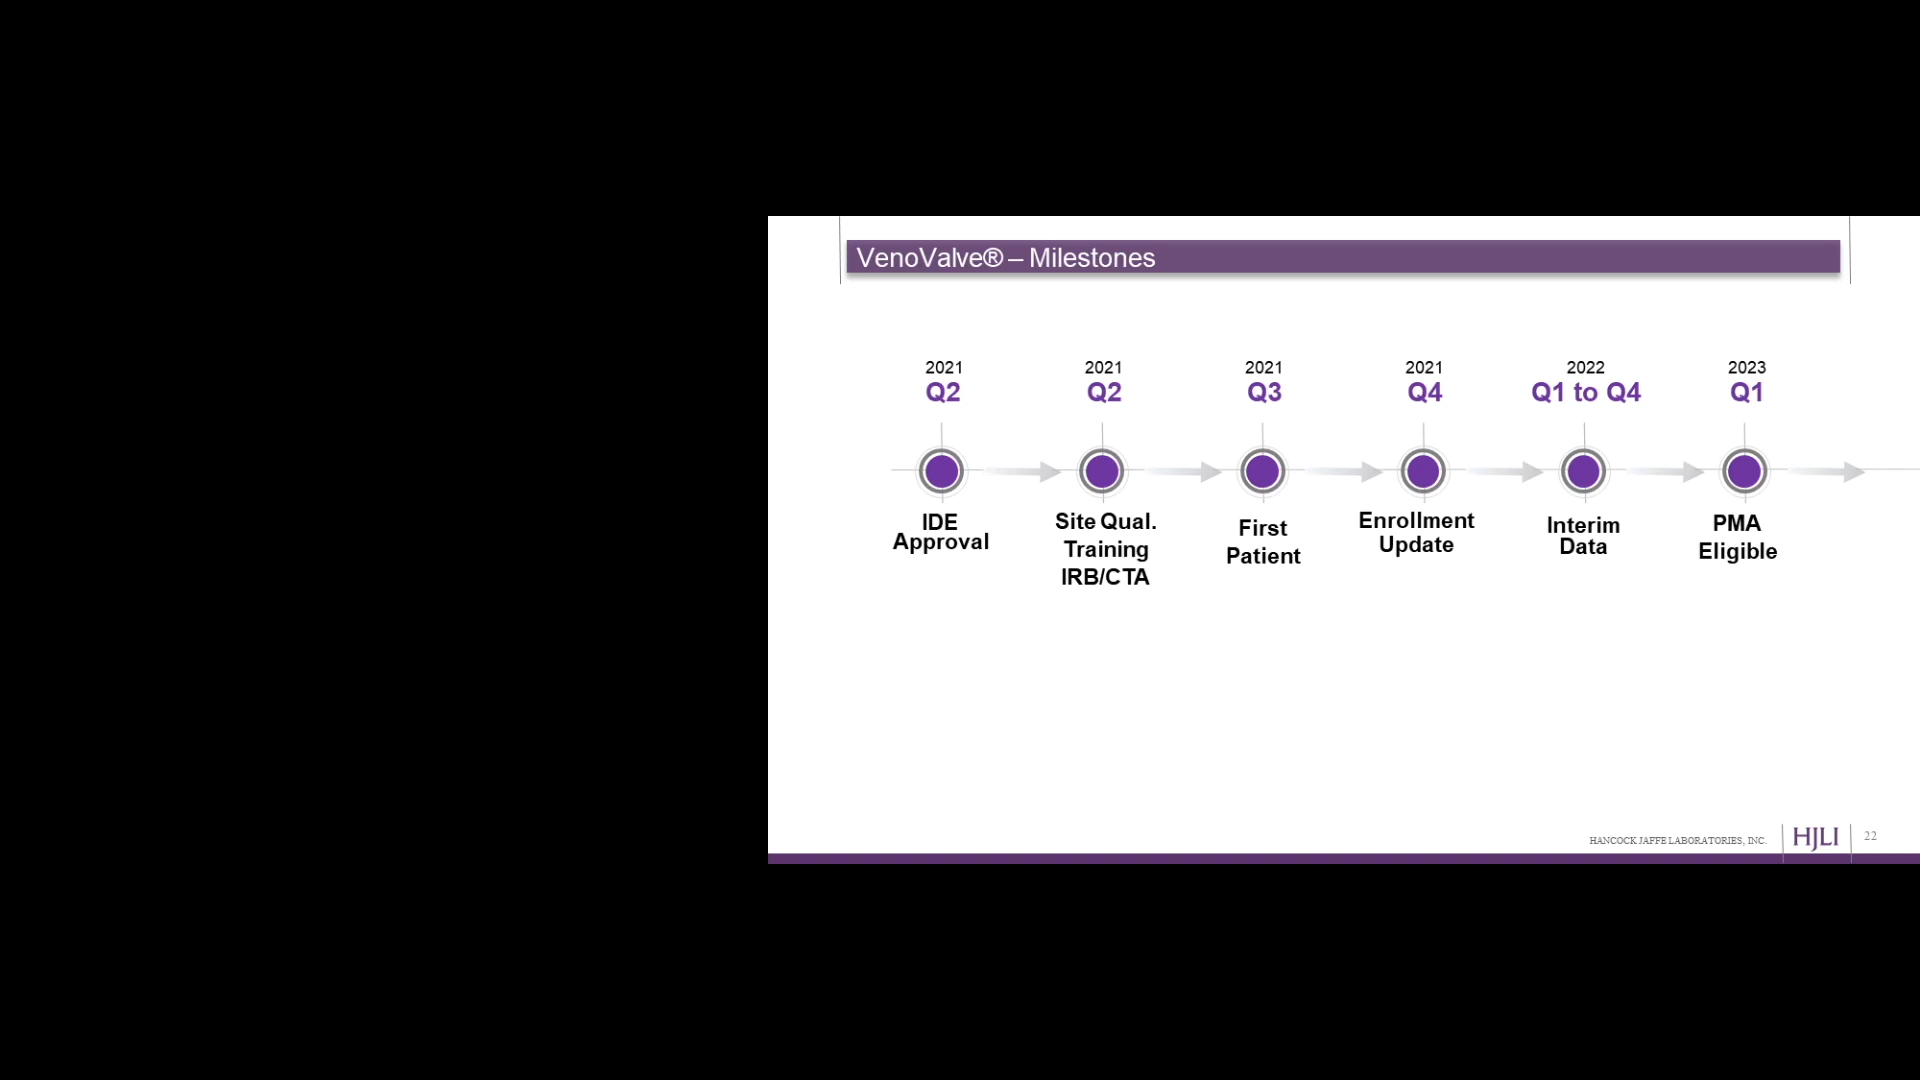 VenoValve® – Milestones
2021
Q2
2021
Q2
2021
Q3
2021
Q4
2022
Q1 to Q4
2023
Q1
IDE
Approval
Site Qual.
Training
IRB/CTA
First
Patient
Enrollment
Update
Interim
Data
PMA
Eligible
HANCOCK JAFFE LABORATORIES, INC.
HJLI
22